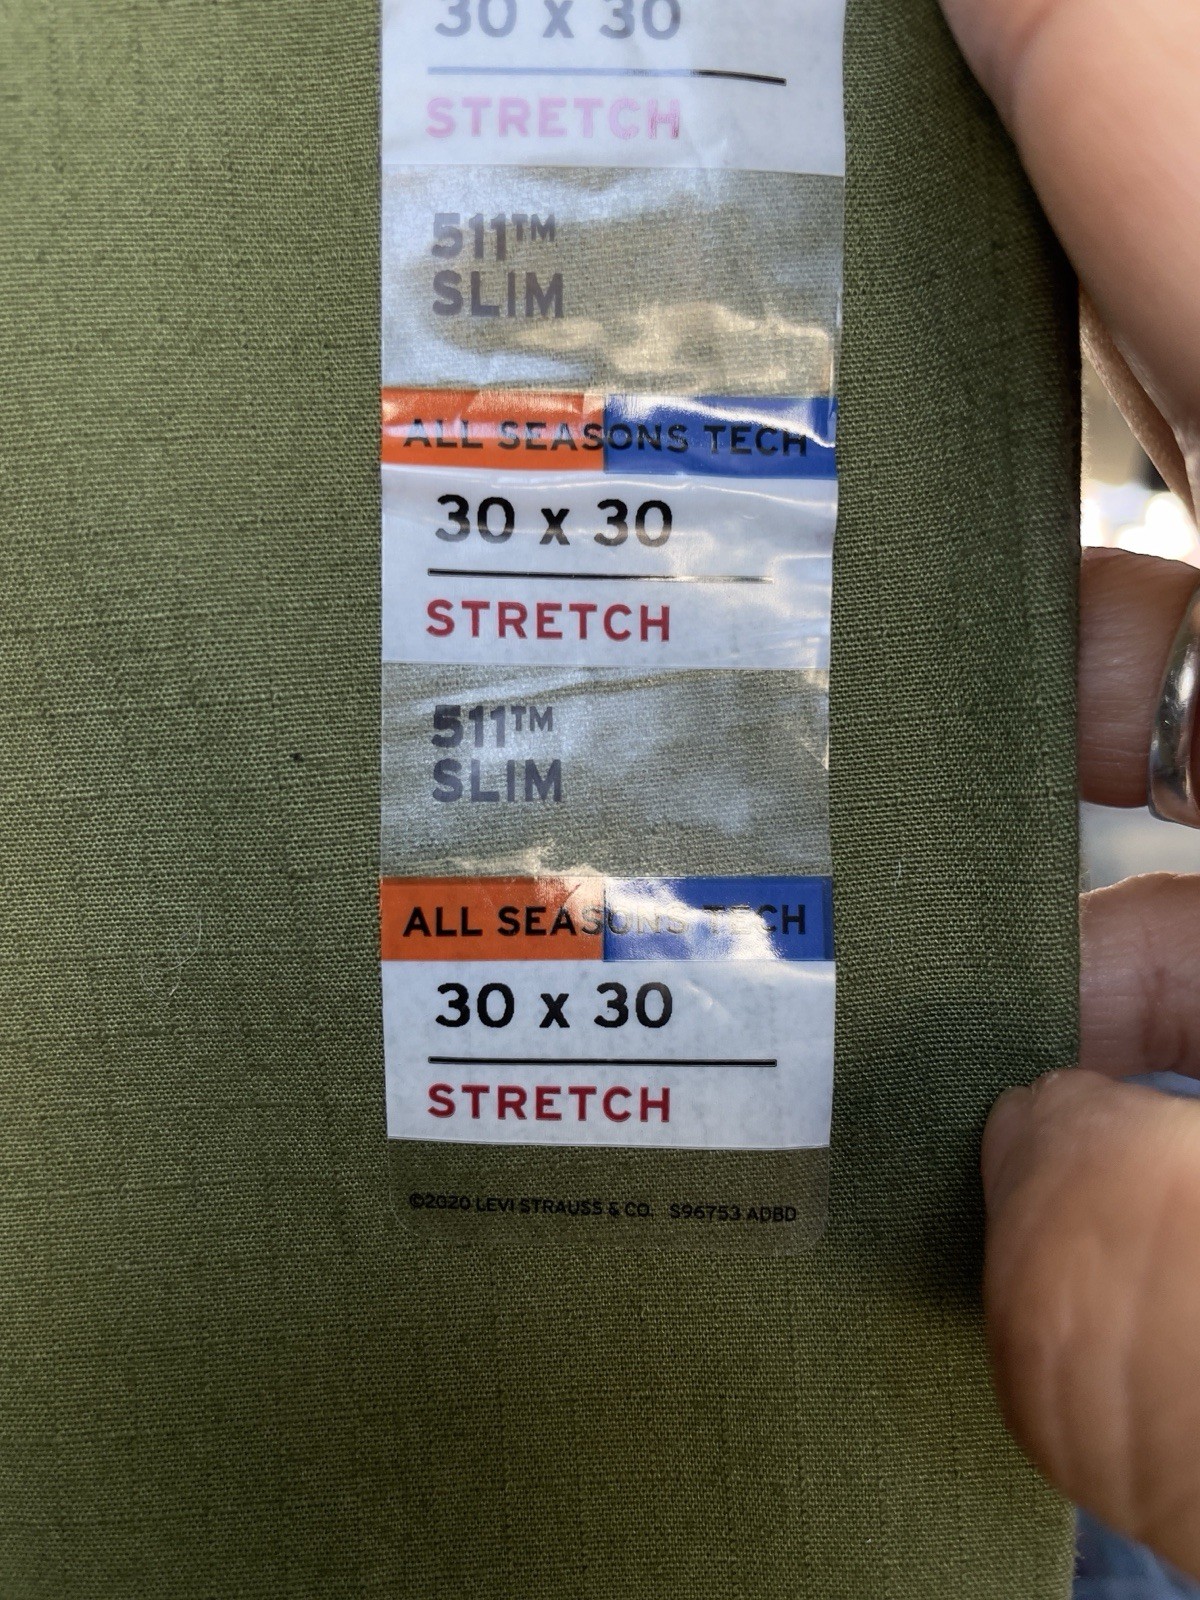 30 x 30
STRETCH
511™
SLIM
ALL SEASONS TECH
30 x 30
STRETCH
511™
SLIM
ALL SEASONS TECH
30 x 30
STRETCH
©2020 LEVI STRAUSS & CO. S96753 ADBD